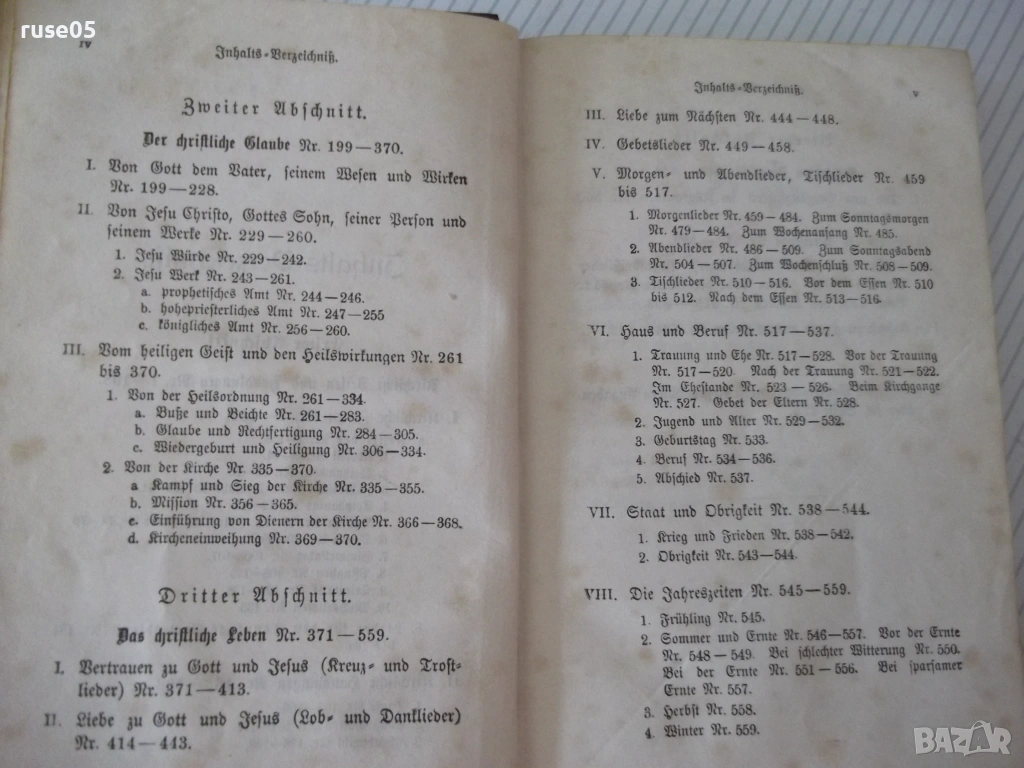 ruse05
IV
Inhalts-Verzeichniß.
Zweiter Abschnitt.
Der christliche Glaube Nr. 199—370.
I. Von Gott dem Vater, seinem Wesen und Wirken
Nr. 199—228.
II. Von Jesu Christo, Gottes Sohn, seiner Person und
seinem Werke Nr. 229—260.
1. Jesu Würde Nr. 229—242.
2. Jesu Werk Nr. 243—261.
a. prophetisches Amt Nr. 244—246.
b. hohepriesterliches Amt Nr. 247—255
c. königliches Amt Nr. 256—260.
III. Vom heiligen Geist und den Heilswirkungen Nr. 261
bis 370.
1. Von der Heilsordnung Nr. 261—334.
a. Buße und Beichte Nr. 261—283.
b. Glaube und Rechtfertigung Nr. 284—305.
c. Wiedergeburt und Heiligung Nr. 306—334.
2. Von der Kirche Nr. 335—370.
a Kampf und Sieg der Kirche Nr. 335—355.
b. Mission Nr. 356—365.
c. Einführung von Dienern der Kirche Nr. 366—368.
d. Kircheneinweihung Nr. 369—370.
Dritter Abschnitt.
Das christliche Leben Nr. 371—559.
I. Vertrauen zu Gott und Jesus (Kreuz- und Trost-
lieder) Nr. 371—413.
II. Liebe zu Gott und Jesus (Lob- und Danklieder)
Nr. 414—443.
Inhalts-Verzeichniß.
V
III. Liebe zum Nächsten Nr. 444—448.
IV. Gebetslieder Nr. 449—458.
V. Morgen- und Abendlieder, Tischlieder Nr. 459
bis 517.
1. Morgenlieder Nr. 459—484. Zum Sonntagsmorgen
Nr. 479—484. Zum Wochenanfang Nr. 485.
2. Abendlieder Nr. 486—509. Zum Sonntagsabend
Nr. 504—507. Zum Wochenschluß Nr. 508—509.
3. Tischlieder Nr. 510—516. Vor dem Essen Nr. 510
bis 512. Nach dem Essen Nr. 513—516.
VI. Haus und Beruf Nr. 517—537.
1. Trauung und Ehe Nr. 517—528. Vor der Trauung
Nr. 517—520. Nach der Trauung Nr. 521—522.
Im Ehestande Nr. 523—526. Beim Kirchgange
Nr. 527. Gebet der Eltern Nr. 528.
2. Jugend und Alter Nr. 529—532.
3. Geburtstag Nr. 533.
4. Beruf Nr. 534—536.
5. Abschied Nr. 537.
VII. Staat und Obrigkeit Nr. 538—544.
1. Krieg und Frieden Nr. 538—542.
2. Obrigkeit Nr. 543—544.
VIII. Die Jahreszeiten Nr. 545—559.
1. Frühling Nr. 545.
2. Sommer und Ernte Nr. 546—557. Vor der Ernte
Nr. 548—549. Bei schlechter Witterung Nr. 550.
Bei der Ernte Nr. 551—556. Bei sparsamer
Ernte Nr. 557.
3. Herbst Nr. 558.
4. Winter Nr. 559.
BAZAR